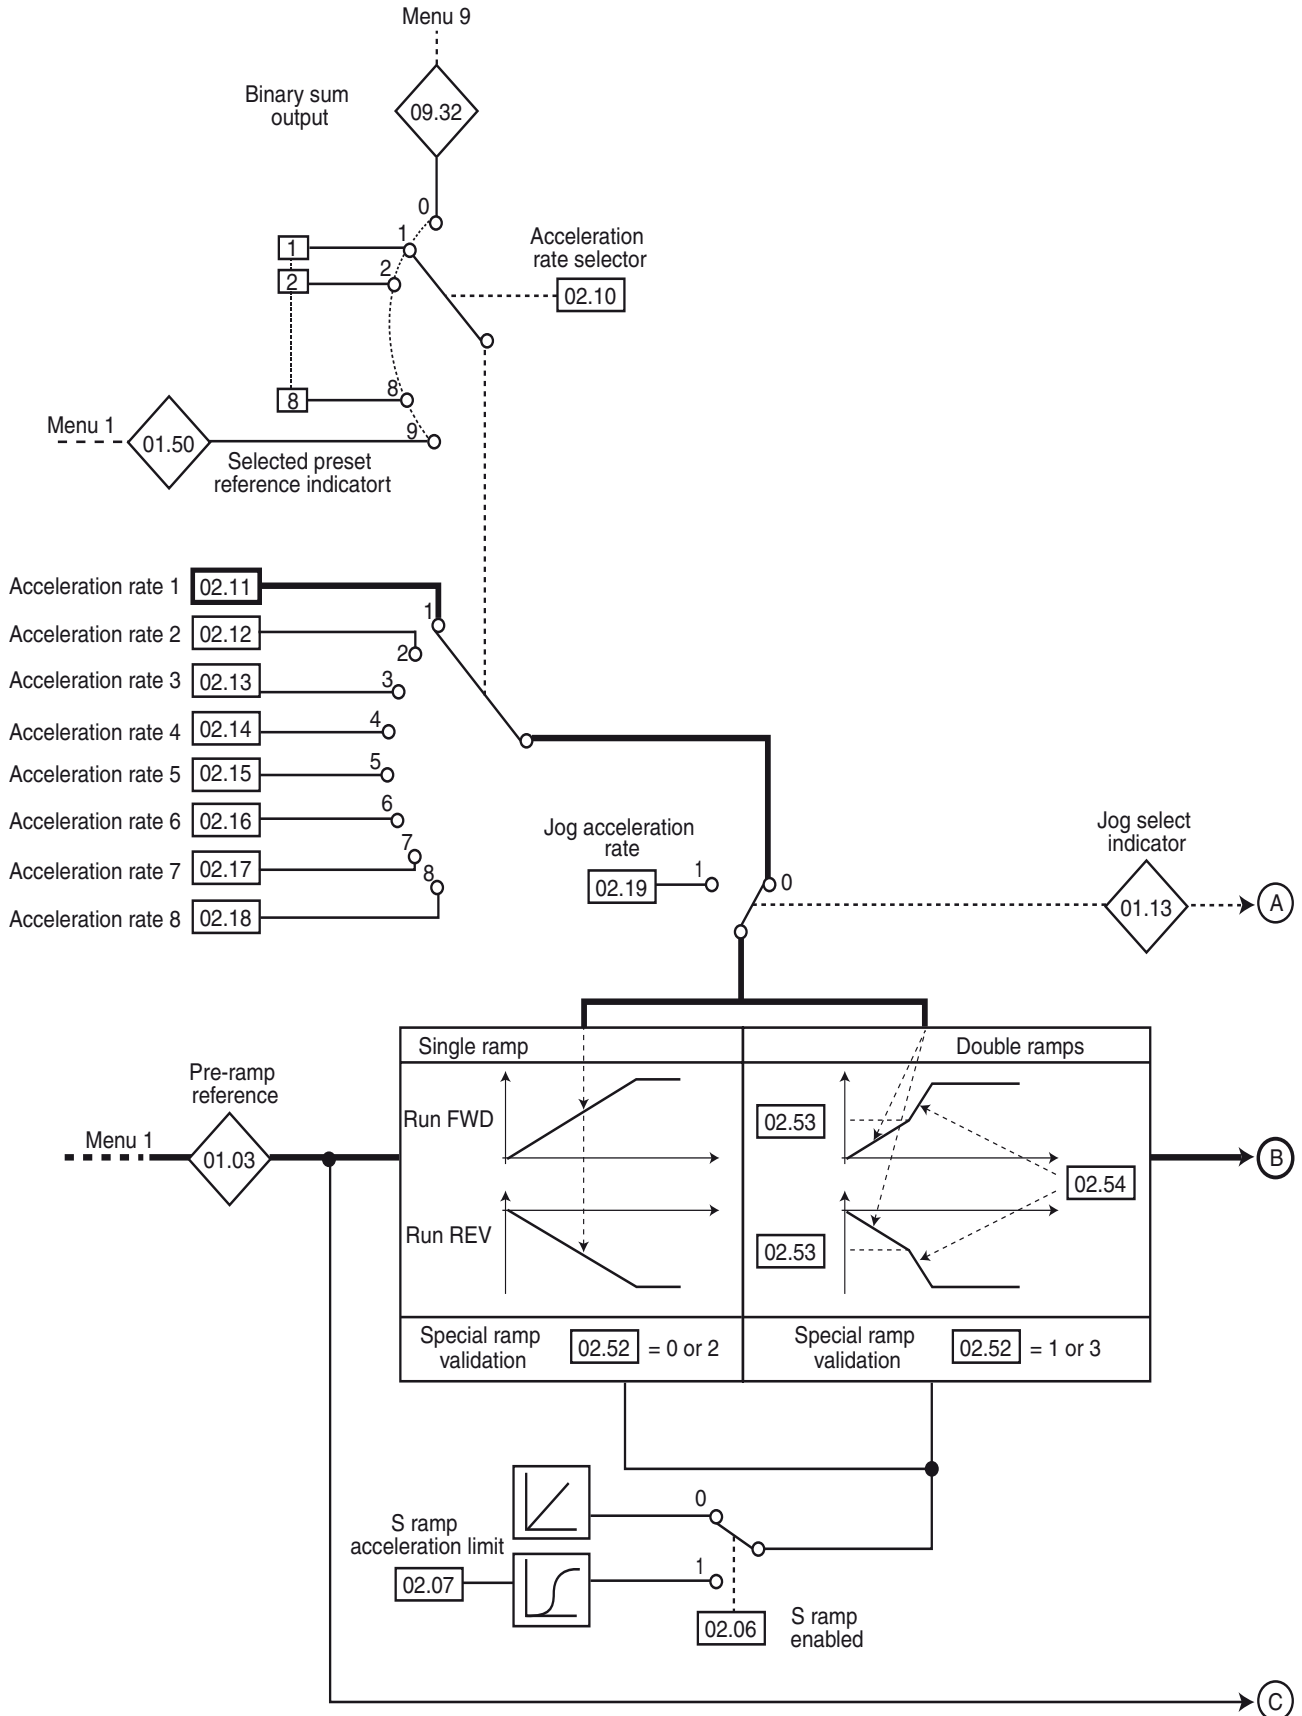 Menu 9
Binary sum
output
09.32
0
1
1
2
2
Acceleration
rate selector
02.10
8
8
Menu 1
01.50
9
Selected preset
reference indicatort
Acceleration rate 1
02.11
1
Acceleration rate 2
02.12
2
Acceleration rate 3
02.13
3
Acceleration rate 4
02.14
4
Acceleration rate 5
02.15
5
Acceleration rate 6
02.16
6
Acceleration rate 7
02.17
7
Acceleration rate 8
02.18
8
Jog acceleration
rate
02.19
1
0
Jog select
indicator
01.13
A
Single ramp
Double ramps
Pre-ramp
reference
Menu 1
01.03
Run FWD
02.53
02.54
B
Run REV
02.53
Special ramp
validation
02.52
= 0 or 2
Special ramp
validation
02.52
= 1 or 3
0
S ramp
acceleration limit
02.07
1
02.06
S ramp
enabled
C